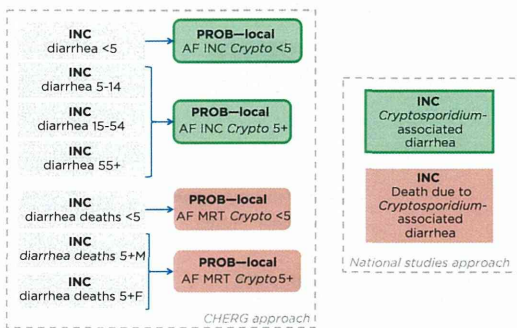 INC
diarrhea <5
PROB—local
AF INC Crypto <5
INC
diarrhea 5-14
INC
diarrhea 15-54
INC
diarrhea 55+
PROB—local
AF INC Crypto 5+
INC
diarrhea deaths <5
PROB—local
AF MRT Crypto <5
INC
diarrhea deaths 5+M
INC
diarrhea deaths 5+F
PROB—local
AF MRT Crypto5+
CHERG approach
INC
Cryptosporidium-
associated
diarrhea
INC
Death due to
Cryptosporidium-
associated
diarrhea
National studies approach